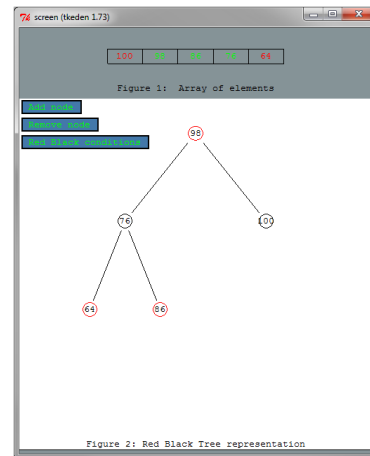 screen (tkeden 1.73)
100 64
Figure 1: Array of elements
Add node
Remove node
Red Black conditions
98
76 100
64 86
Figure 2: Red Black Tree representation